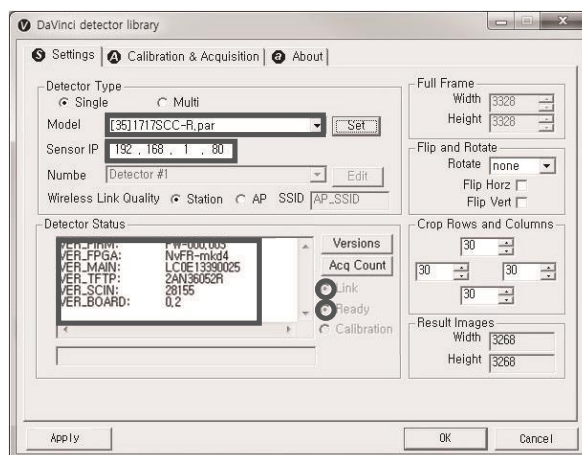 DaVinci detector library
Settings Calibration & Acquisition About
Detector Type
Single Multi
Model [35]1717SCC-R.par Set
Sensor IP 192 . 168 . 1 . 80
Numbe Detector #1 Edit
Wireless Link Quality Station AP SSID AP_SSID
Detector Status
VER_FIRM: FW-000,003
VER_FPGA: NvFR-mkd4
VER_MAIN: LC0E13390025
VER_TFTP: 2AN36052R
VER_SCIN: 28155
VER_BOARD: 0,2
Versions
Acq Count
Link
Ready
Calibration
Full Frame
Width 3328
Height 3328
Flip and Rotate
Rotate none
Flip Horz
Flip Vert
Crop Rows and Columns
30
30 30
30
Result Images
Width 3268
Height 3268
Apply OK Cancel